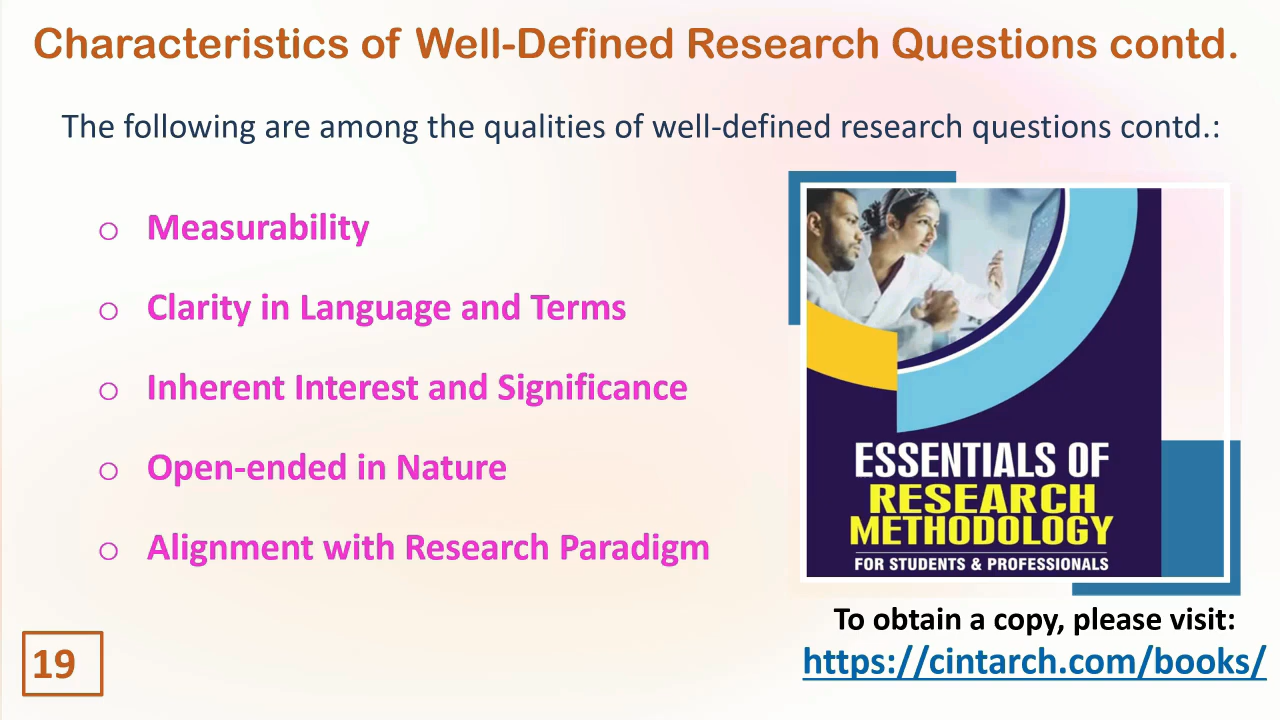 Characteristics of Well-Defined Research Questions contd.
The following are among the qualities of well-defined research questions contd.:
o Measurability
o Clarity in Language and Terms
o Inherent Interest and Significance
o Open-ended in Nature
o Alignment with Research Paradigm
ESSENTIALS OF
RESEARCH
METHODOLOGY
FOR STUDENTS & PROFESSIONALS
To obtain a copy, please visit:
https://cintarch.com/books/
19